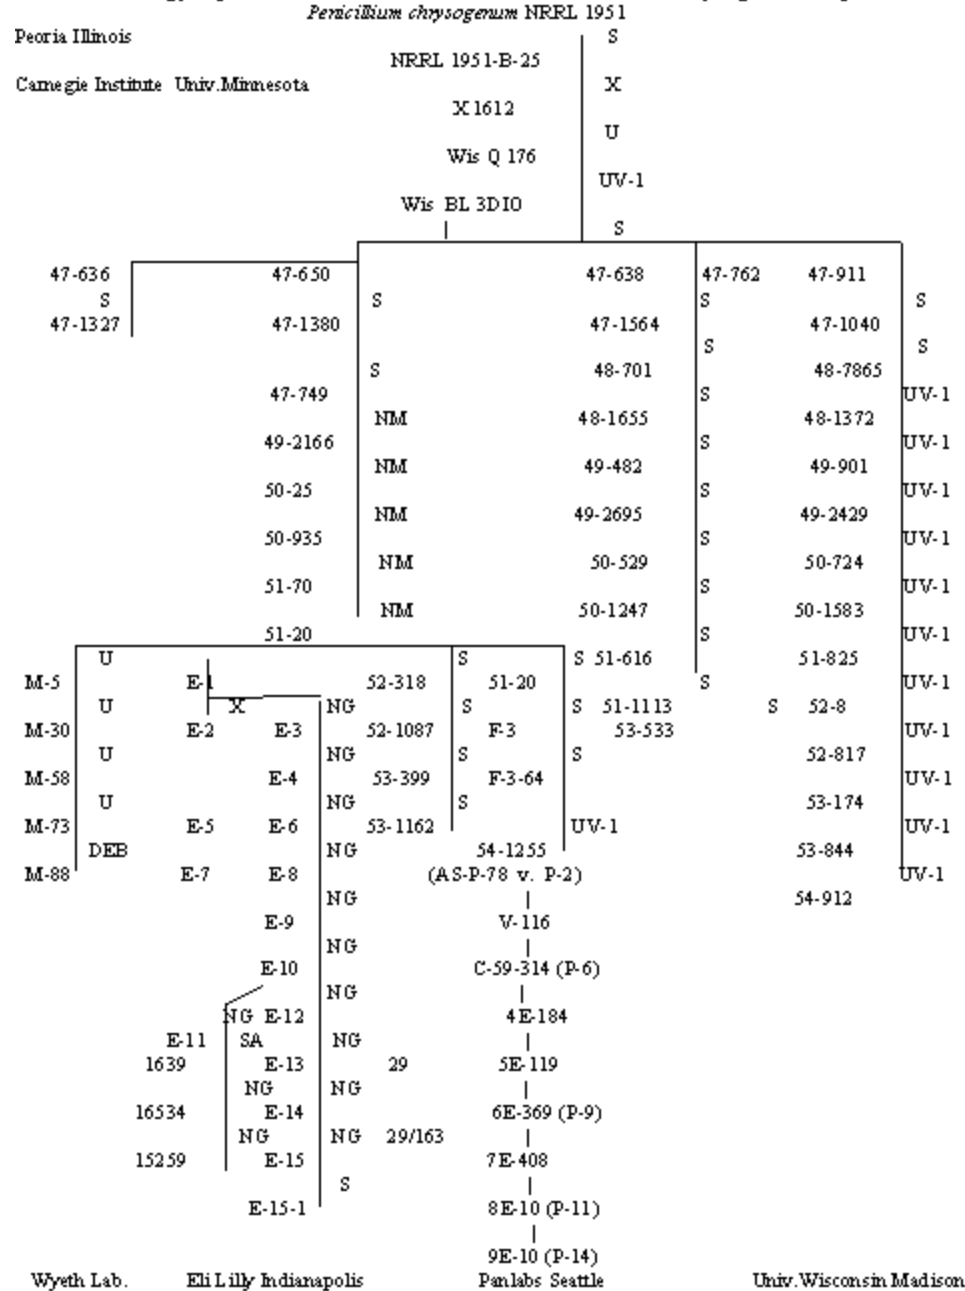 Penicillium chrysogenum NRRL 1951
Peoria Illinois S
NRRL 1951-B-25
Carnegie Institute Univ.Minnesota X
X 1612
U
Wis Q 176
UV-1
Wis BL 3D10
S
47-636 47-650 47-638 47-762 47-911
S S S S
47-1327 47-1380 47-1564 47-1040
S S
S 48-701 48-7865
47-749 S UV-1
NM 48-1655 48-1372
49-2166 S UV-1
NM 49-482 49-901
50-25 S UV-1
NM 49-2695 49-2429
50-935 S UV-1
NM 50-529 50-724
51-70 S UV-1
NM 50-1247 50-1583
51-20 S UV-1
U S S 51-616 51-825
M-5 E-1 52-318 51-20 S UV-1
U X NG S S 51-1113 S 52-8
M-30 E-2 E-3 52-1087 F-3 53-533 UV-1
U NG S S 52-817
M-58 E-4 53-399 F-3-64 UV-1
U NG S 53-174
M-73 E-5 E-6 53-1162 UV-1 UV-1
DEB NG 54-1255 53-844
M-88 E-7 E-8 (AS-P-78 v. P-2) UV-1
NG 54-912
E-9 V-116
NG
E-10 C-59-314 (P-6)
NG
NG E-12 4E-184
E-11 SA NG
1639 E-13 29 5E-119
NG NG
16534 E-14 6E-369 (P-9)
NG NG 29/163
15259 E-15 7E-408
S
E-15-1 8E-10 (P-11)
9E-10 (P-14)
Wyeth Lab. Eli Lilly Indianapolis Panlabs Seattle Univ.Wisconsin Madison